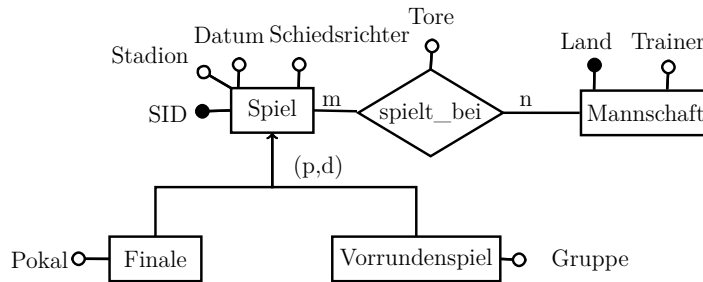 Tore
Datum
Schiedsrichter
Land
Trainer
Stadion
SID
Spiel
m
spielt_bei
n
Mannschaft
(p,d)
Pokal
Finale
Vorrundenspiel
Gruppe